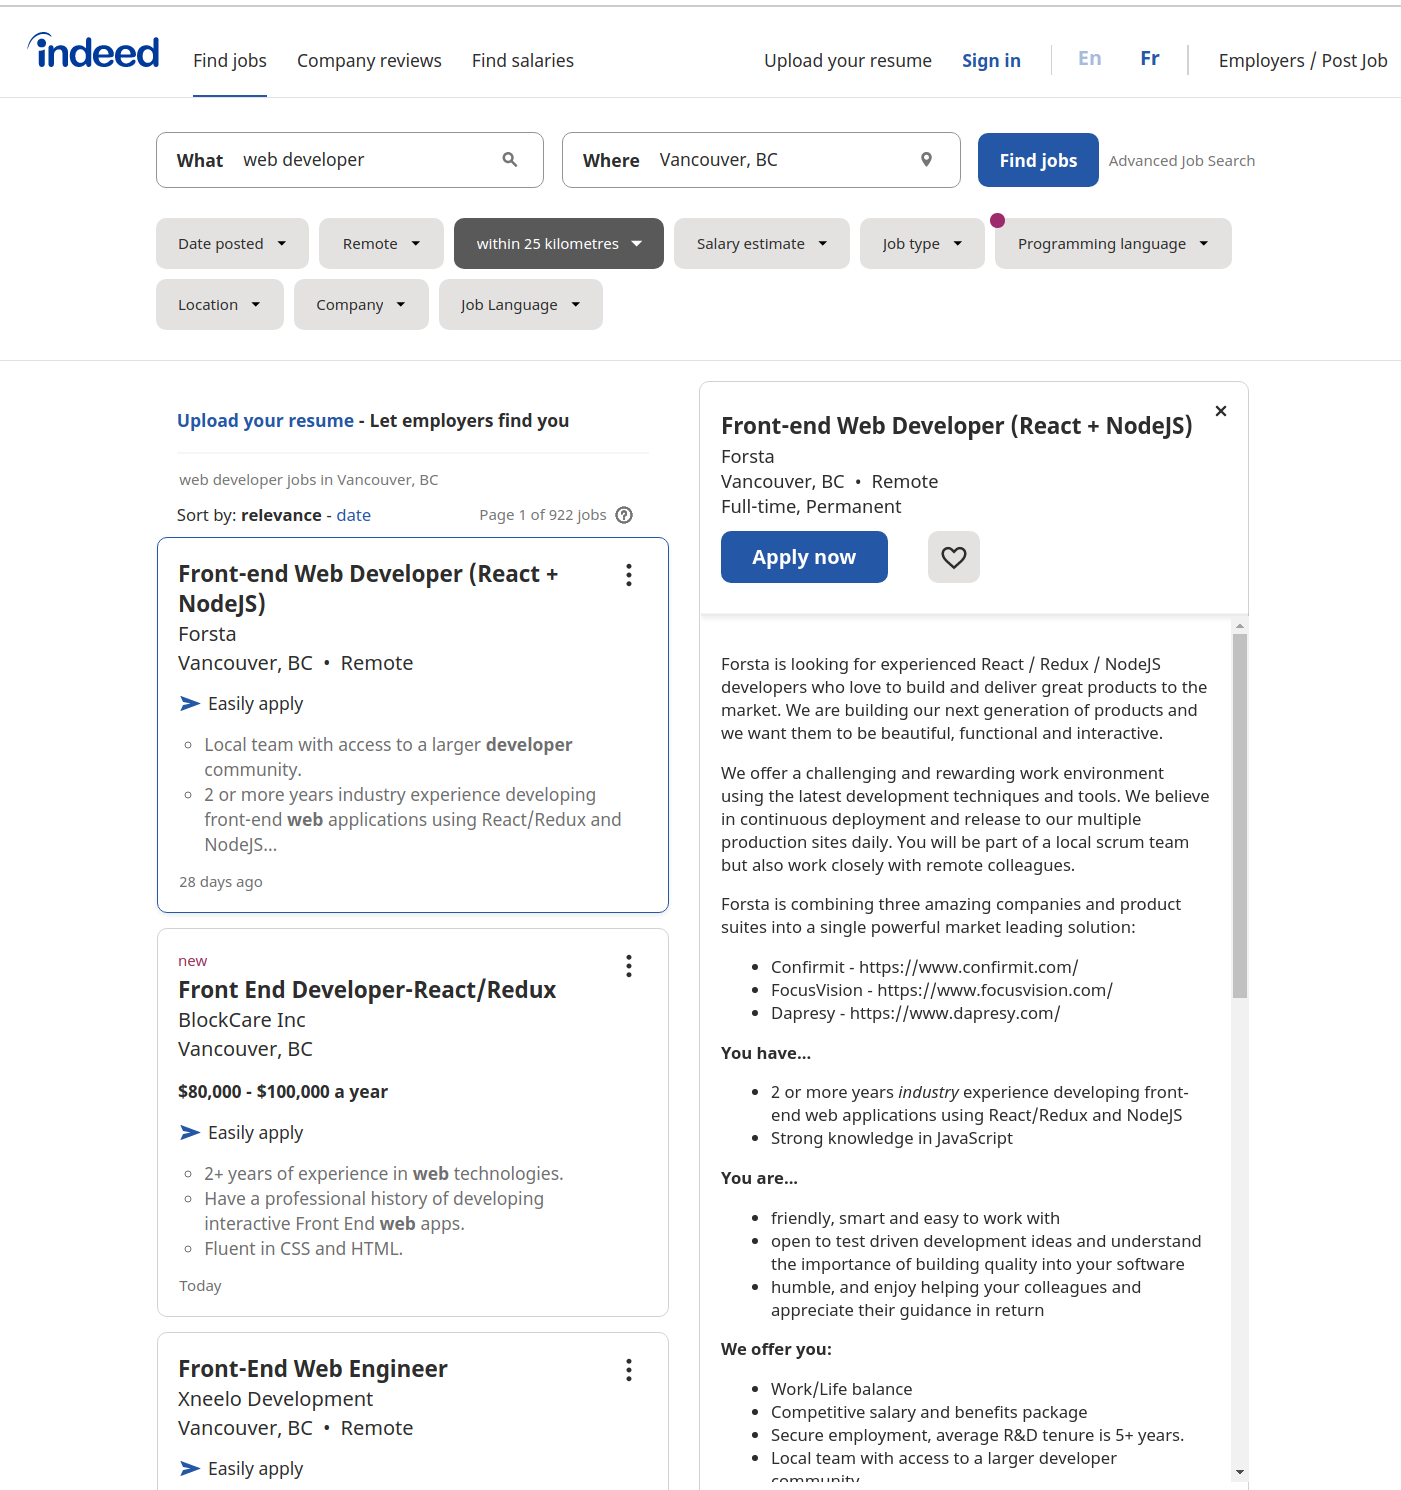 indeed
Find jobs
Company reviews
Find salaries
Upload your resume
Sign in
En
Fr
Employers / Post Job
What web developer
Where Vancouver, BC
Find jobs
Advanced Job Search
Date posted
Remote
within 25 kilometres
Salary estimate
Job type
Programming language
Location
Company
Job Language
Upload your resume - Let employers find you
web developer jobs in Vancouver, BC
Sort by: relevance - date
Page 1 of 922 jobs
Front-end Web Developer (React +
NodeJS)
Forsta
Vancouver, BC • Remote
Easily apply
Local team with access to a larger developer
community.
2 or more years industry experience developing
front-end web applications using React/Redux and
NodeJS...
28 days ago
new
Front End Developer-React/Redux
BlockCare Inc
Vancouver, BC
$80,000 - $100,000 a year
Easily apply
2+ years of experience in web technologies.
Have a professional history of developing
interactive Front End web apps.
Fluent in CSS and HTML.
Today
Front-End Web Engineer
Xneelo Development
Vancouver, BC • Remote
Easily apply
Front-end Web Developer (React + NodeJS)
Forsta
Vancouver, BC • Remote
Full-time, Permanent
Apply now
Forsta is looking for experienced React / Redux / NodeJS
developers who love to build and deliver great products to the
market. We are building our next generation of products and
we want them to be beautiful, functional and interactive.
We offer a challenging and rewarding work environment
using the latest development techniques and tools. We believe
in continuous deployment and release to our multiple
production sites daily. You will be part of a local scrum team
but also work closely with remote colleagues.
Forsta is combining three amazing companies and product
suites into a single powerful market leading solution:
Confirmit - https://www.confirmit.com/
FocusVision - https://www.focusvision.com/
Dapresy - https://www.dapresy.com/
You have...
2 or more years industry experience developing front-
end web applications using React/Redux and NodeJS
Strong knowledge in JavaScript
You are...
friendly, smart and easy to work with
open to test driven development ideas and understand
the importance of building quality into your software
humble, and enjoy helping your colleagues and
appreciate their guidance in return
We offer you:
Work/Life balance
Competitive salary and benefits package
Secure employment, average R&D tenure is 5+ years.
Local team with access to a larger developer
community